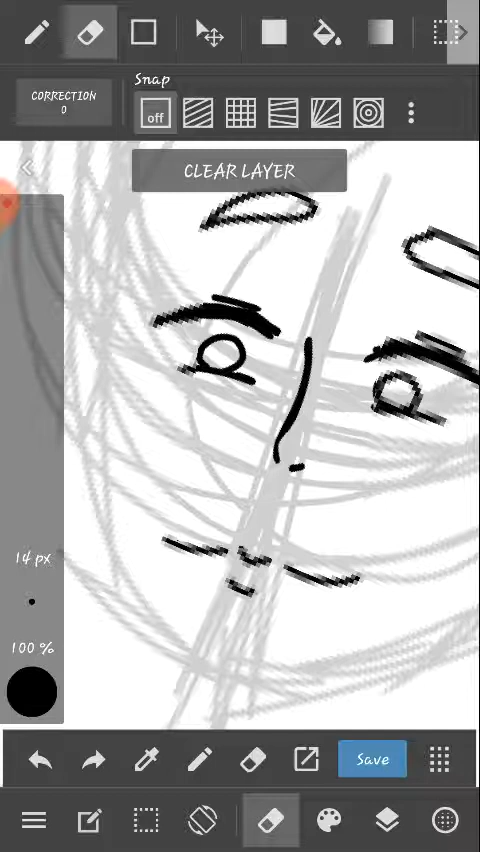 Snap
CORRECTION
0
off
CLEAR LAYER
14 px
100 %
Save